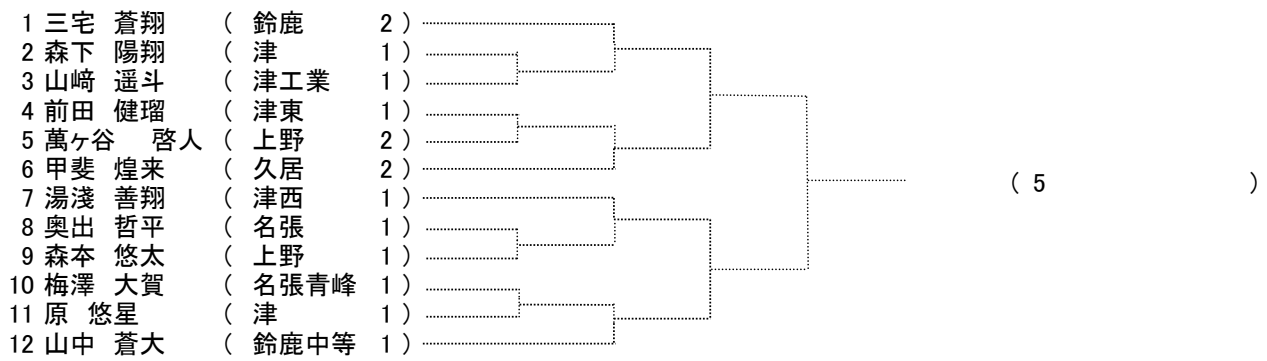 1 三宅 蒼翔 ( 鈴鹿 2 )
2 森下 陽翔 ( 津 1 )
3 山﨑 遥斗 ( 津工業 1 )
4 前田 健瑠 ( 津東 1 )
5 萬ヶ谷 啓人 ( 上野 2 )
6 甲斐 煌来 ( 久居 2 )
7 湯淺 善翔 ( 津西 1 )
( 5 )
8 奥出 哲平 ( 名張 1 )
9 森夲 悠太 ( 上野 1 )
10 梅澤 大賀 ( 名張青峰 1 )
11 原 悠星 ( 津 1 )
12 山中 蒼大 ( 鈴鹿中等 1 )